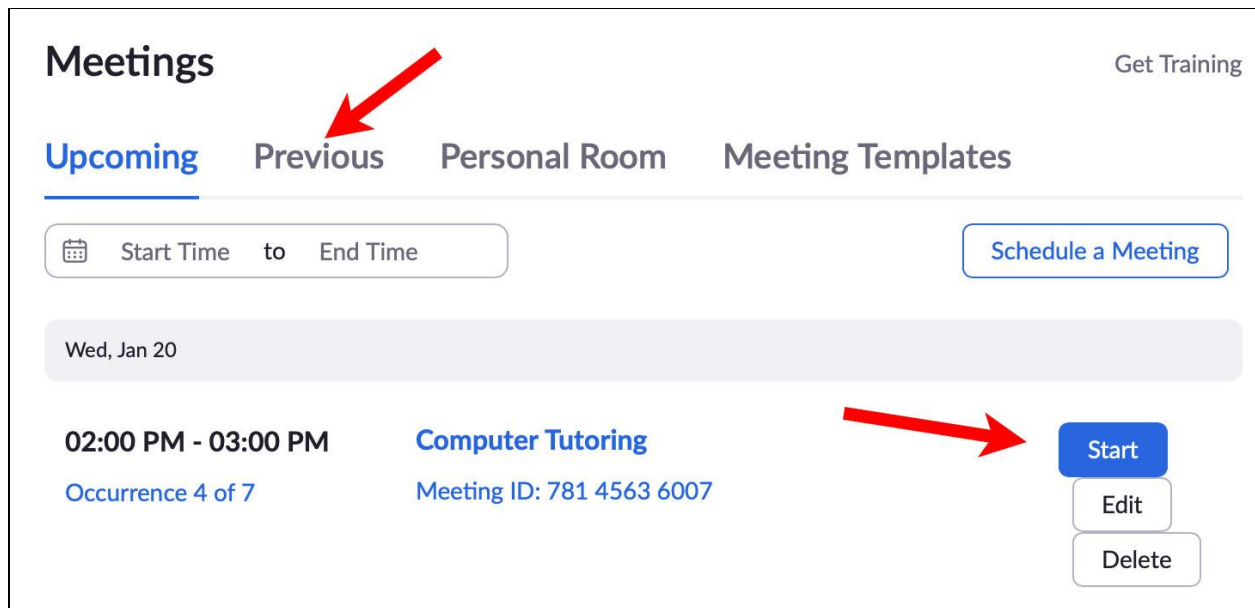 Meetings
Get Training
Upcoming Previous Personal Room Meeting Templates
Start Time to End Time
Schedule a Meeting
Wed, Jan 20
02:00 PM - 03:00 PM Computer Tutoring Start
Occurrence 4 of 7 Meeting ID: 781 4563 6007
Edit
Delete